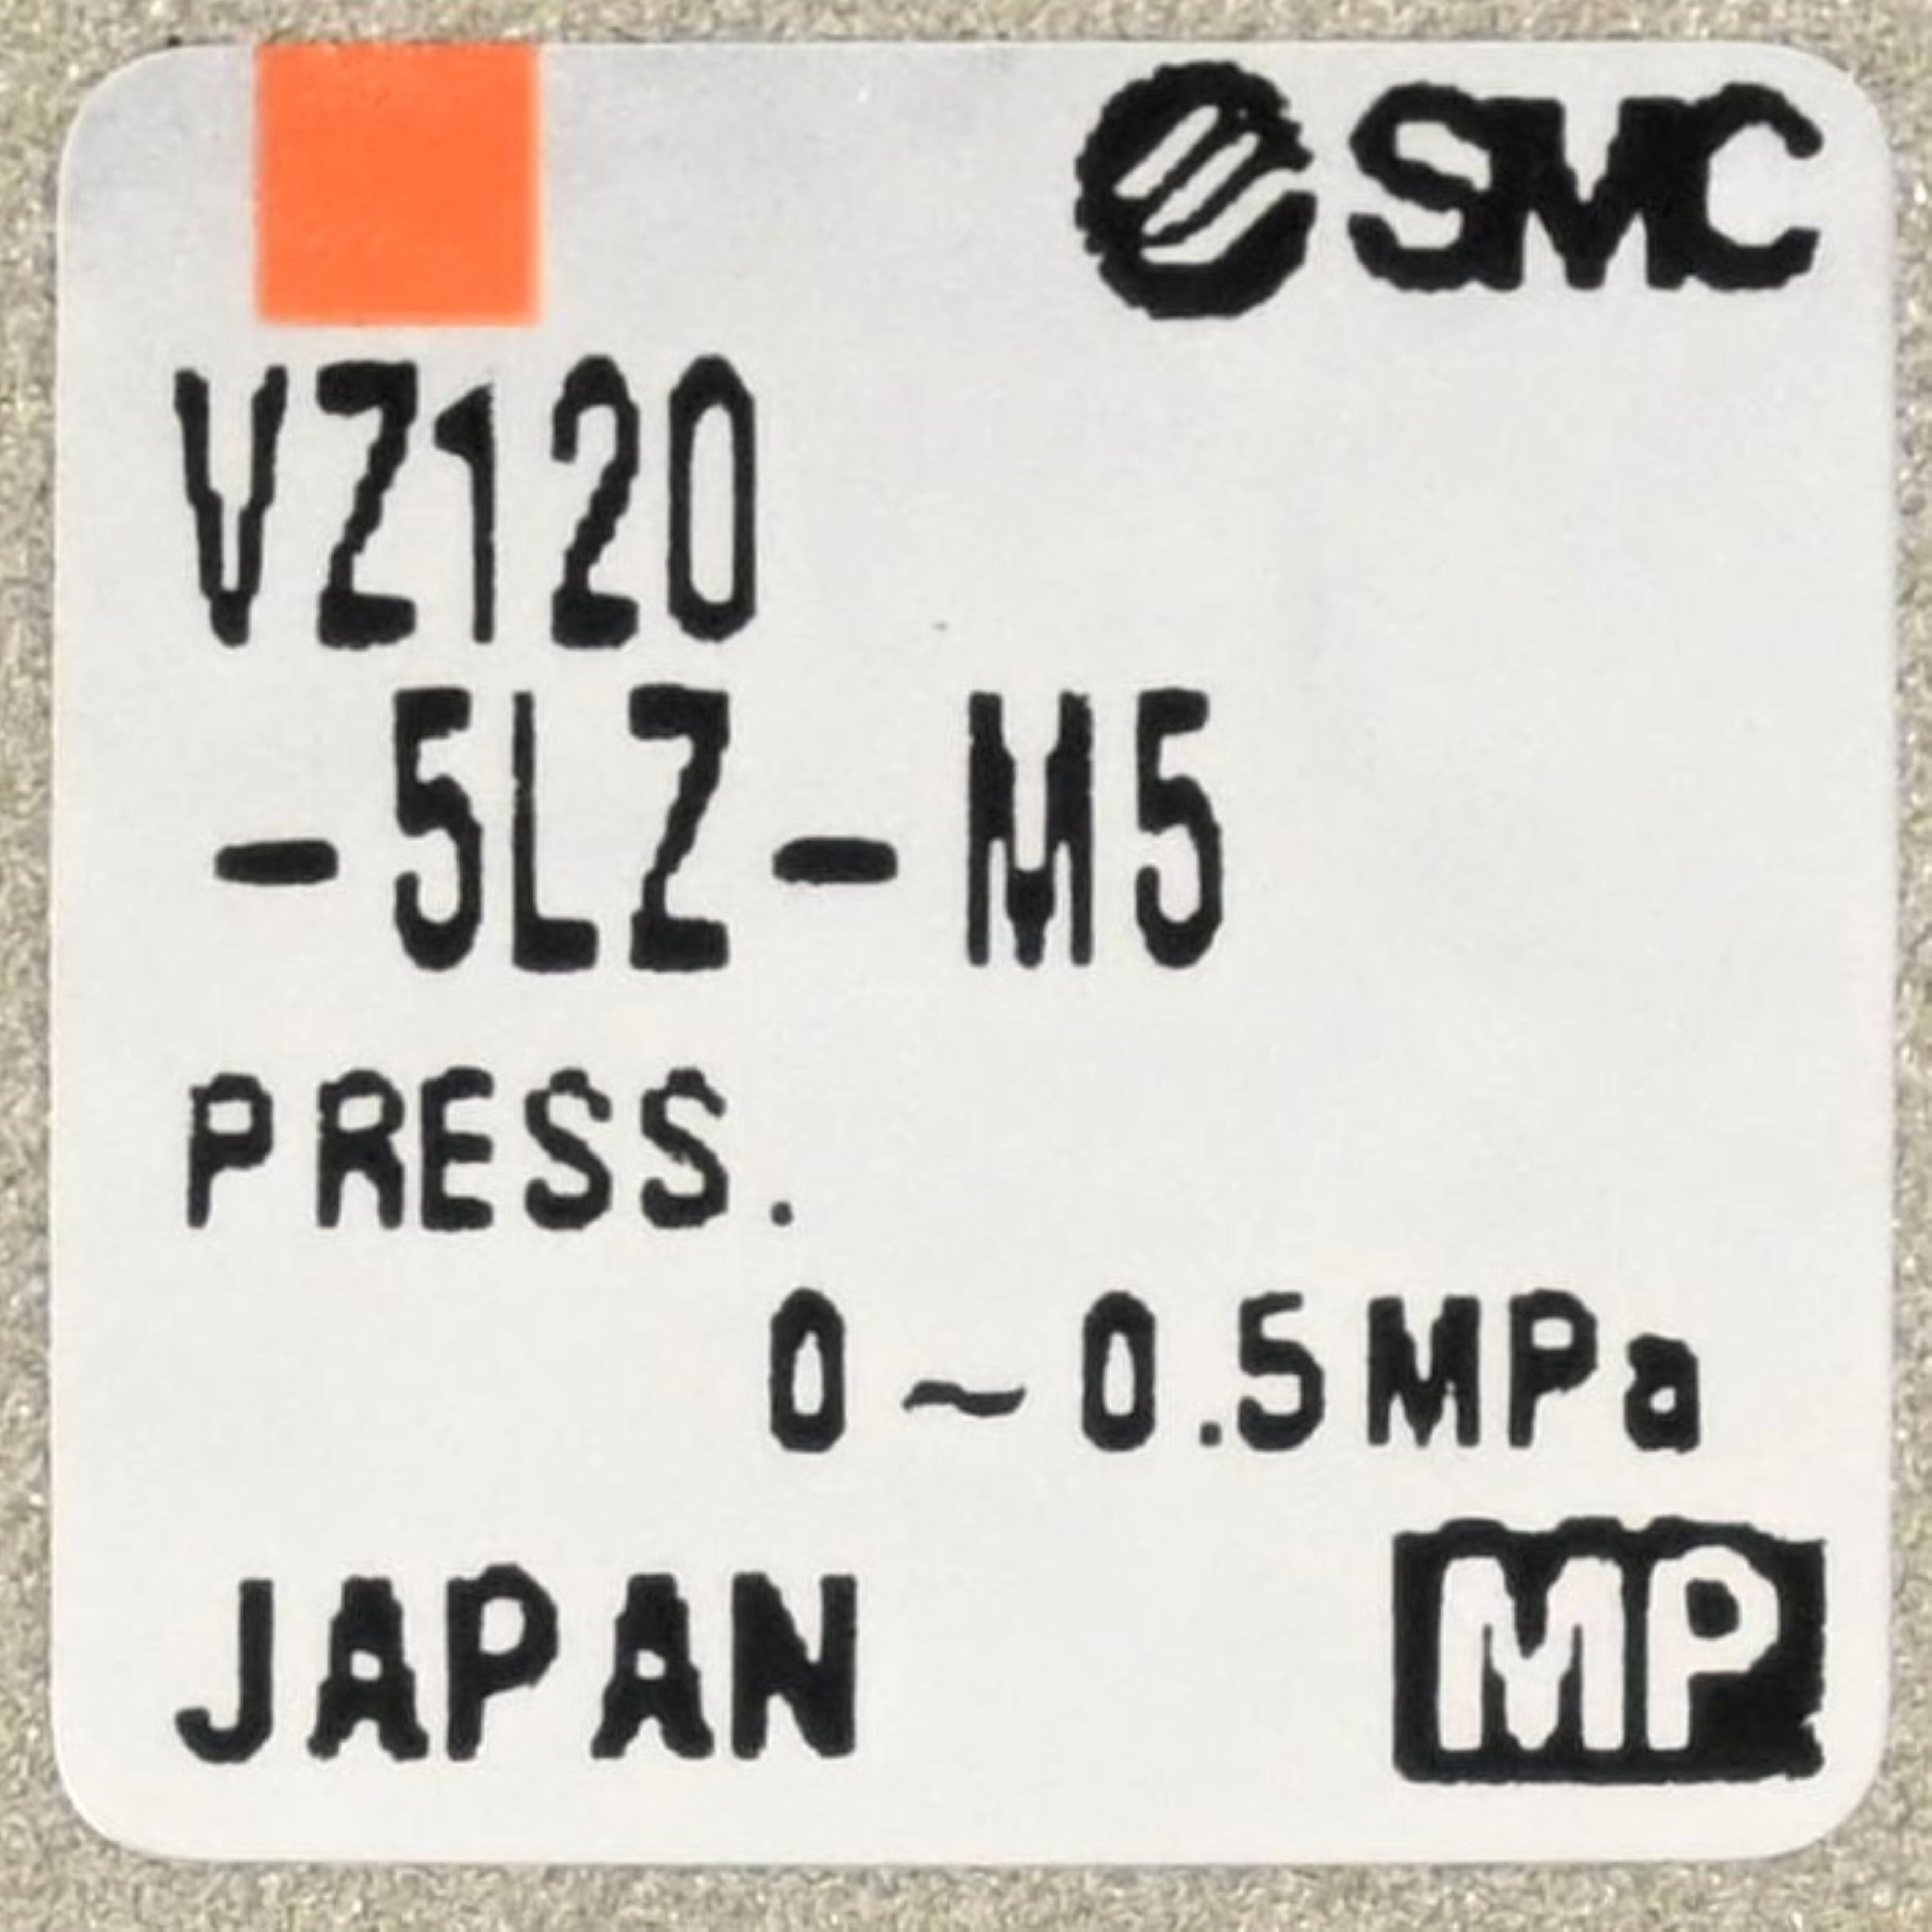 SMC
VZ120
-5LZ-M5
PRESS.
0~0.5MPa
JAPAN
MP